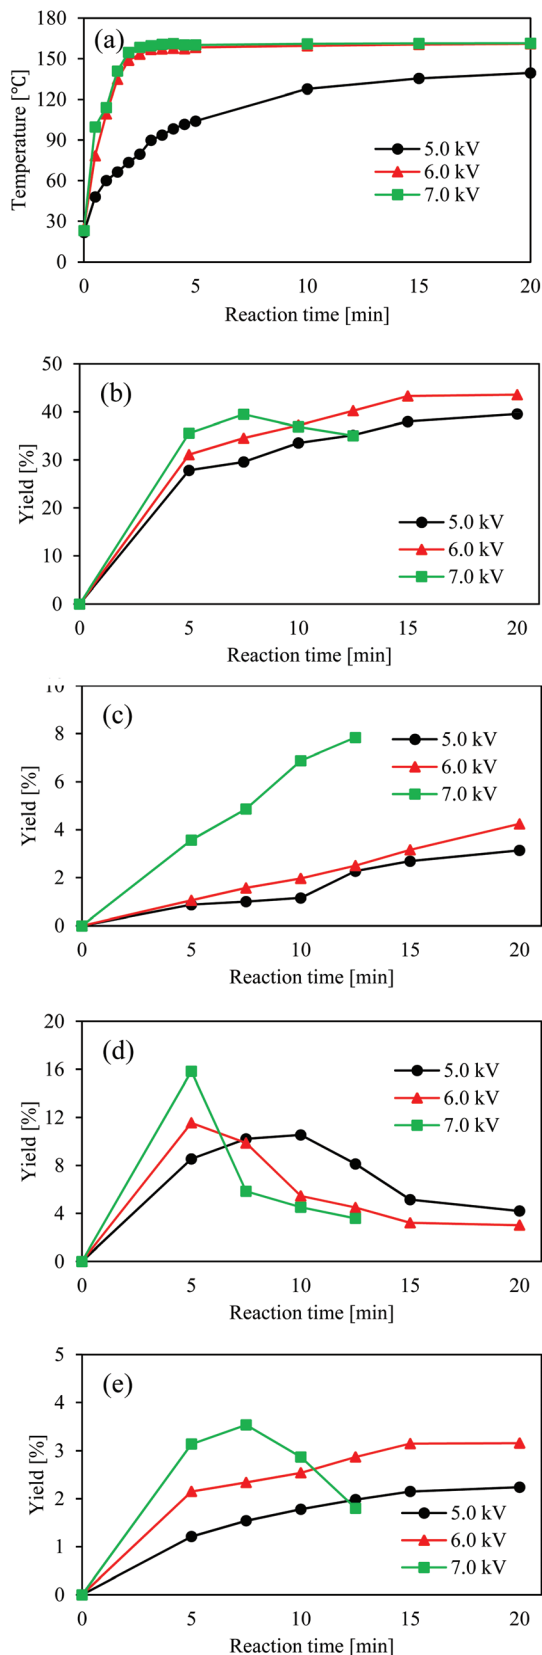 (a)
Temperature [℃]
180
150
120
90
60
30
0
5.0 kV
6.0 kV
7.0 kV
0 5 10 15 20
Reaction time [min]
(b)
Yield [%]
50
40
30
20
10
0
5.0 kV
6.0 kV
7.0 kV
0 5 10 15 20
Reaction time [min]
(c)
Yield [%]
10
8
6
4
2
0
5.0 kV
6.0 kV
7.0 kV
0 5 10 15 20
Reaction time [min]
(d)
Yield [%]
20
16
12
8
4
0
5.0 kV
6.0 kV
7.0 kV
0 5 10 15 20
Reaction time [min]
(e)
Yield [%]
5
4
3
2
1
0
5.0 kV
6.0 kV
7.0 kV
0 5 10 15 20
Reaction time [min]